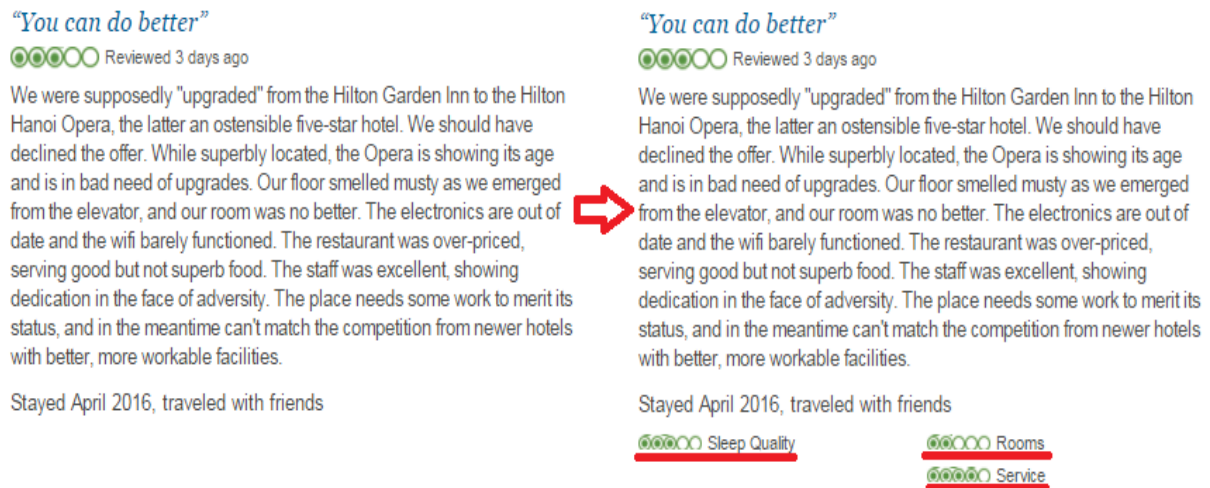 “You can do better”
Reviewed 3 days ago
We were supposedly "upgraded" from the Hilton Garden Inn to the Hilton
Hanoi Opera, the latter an ostensible five-star hotel. We should have
declined the offer. While superbly located, the Opera is showing its age
and is in bad need of upgrades. Our floor smelled musty as we emerged
from the elevator, and our room was no better. The electronics are out of
date and the wifi barely functioned. The restaurant was over-priced,
serving good but not superb food. The staff was excellent, showing
dedication in the face of adversity. The place needs some work to merit its
status, and in the meantime can't match the competition from newer hotels
with better, more workable facilities.
Stayed April 2016, traveled with friends
“You can do better”
Reviewed 3 days ago
We were supposedly "upgraded" from the Hilton Garden Inn to the Hilton
Hanoi Opera, the latter an ostensible five-star hotel. We should have
declined the offer. While superbly located, the Opera is showing its age
and is in bad need of upgrades. Our floor smelled musty as we emerged
from the elevator, and our room was no better. The electronics are out of
date and the wifi barely functioned. The restaurant was over-priced,
serving good but not superb food. The staff was excellent, showing
dedication in the face of adversity. The place needs some work to merit its
status, and in the meantime can't match the competition from newer hotels
with better, more workable facilities.
Stayed April 2016, traveled with friends
Sleep Quality
Rooms
Service